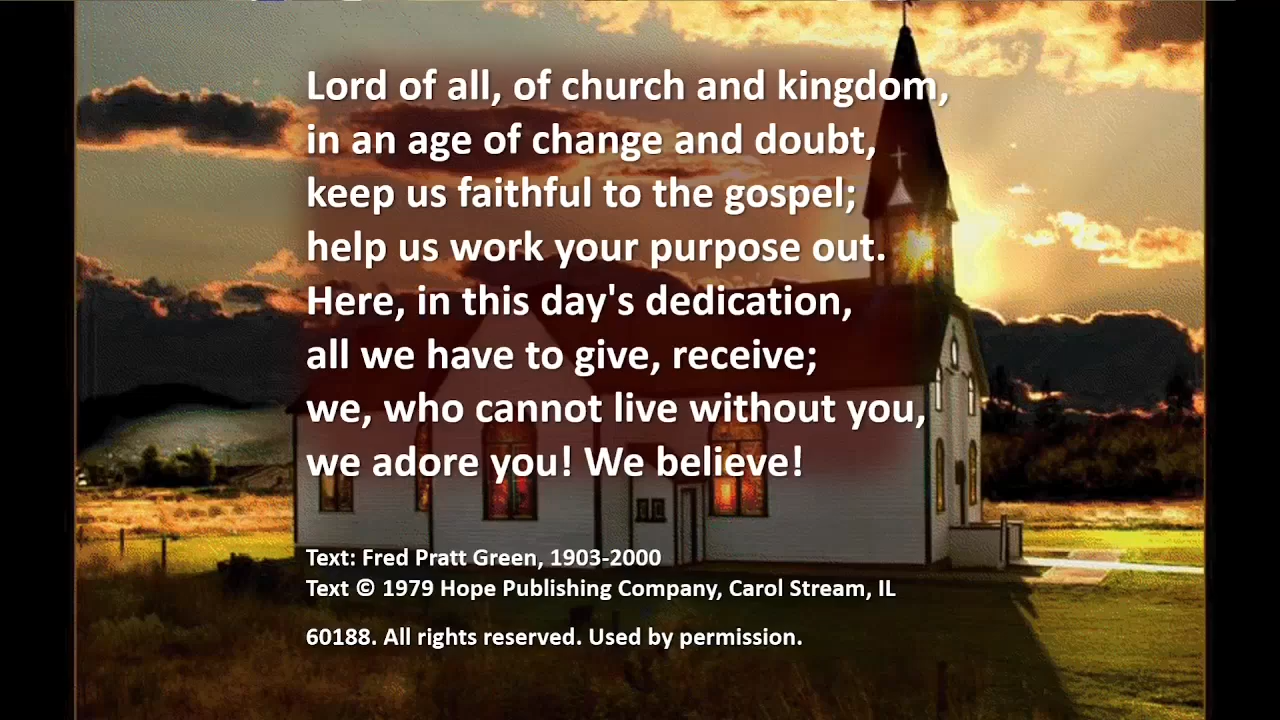 Lord of all, of church and kingdom,
in an age of change and doubt,
keep us faithful to the gospel;
help us work your purpose out.
Here, in this day's dedication,
all we have to give, receive;
we, who cannot live without you,
we adore you! We believe!
Text: Fred Pratt Green, 1903-2000
Text © 1979 Hope Publishing Company, Carol Stream, IL
60188. All rights reserved. Used by permission.